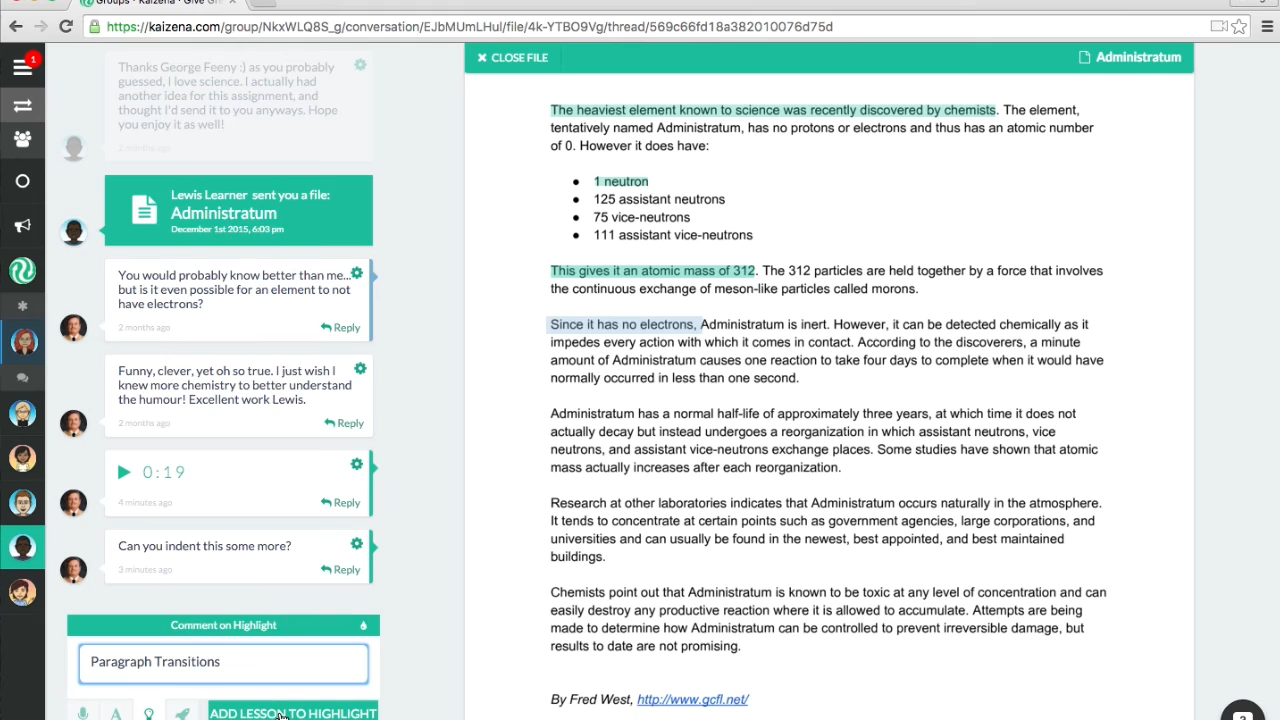 Groups - Kaizena - Give Gre
https://kaizena.com/group/NkxWLQ8S_g/conversation/EJbMUmLHul/file/4k-YTBO9Vg/thread/569c66fd18a382010076d75d
1
Thanks George Feeny :) as you probably
guessed, I love science. I actually had
another idea for this assignment, and
thought I'd send it to you anyways. Hope
you enjoy it as well!
2 months ago
Lewis Learner sent you a file:
Administratum
December 1st 2015, 6:03 pm
You would probably know better than me...
but is it even possible for an element to not
have electrons?
2 months ago
Reply
Funny, clever, yet oh so true. I just wish I
knew more chemistry to better understand
the humour! Excellent work Lewis.
2 months ago
Reply
0:19
4 minutes ago
Reply
Can you indent this some more?
3 minutes ago
Reply
Comment on Highlight
Paragraph Transitions
A
ADD LESSON TO HIGHLIGHT
CLOSE FILE
Administratum
The heaviest element known to science was recently discovered by chemists. The element,
tentatively named Administratum, has no protons or electrons and thus has an atomic number
of 0. However it does have:
● 1 neutron
● 125 assistant neutrons
● 75 vice-neutrons
● 111 assistant vice-neutrons
This gives it an atomic mass of 312. The 312 particles are held together by a force that involves
the continuous exchange of meson-like particles called morons.
Since it has no electrons, Administratum is inert. However, it can be detected chemically as it
impedes every action with which it comes in contact. According to the discoverers, a minute
amount of Administratum causes one reaction to take four days to complete when it would have
normally occurred in less than one second.
Administratum has a normal half-life of approximately three years, at which time it does not
actually decay but instead undergoes a reorganization in which assistant neutrons, vice
neutrons, and assistant vice-neutrons exchange places. Some studies have shown that atomic
mass actually increases after each reorganization.
Research at other laboratories indicates that Administratum occurs naturally in the atmosphere.
It tends to concentrate at certain points such as government agencies, large corporations, and
universities and can usually be found in the newest, best appointed, and best maintained
buildings.
Chemists point out that Administratum is known to be toxic at any level of concentration and can
easily destroy any productive reaction where it is allowed to accumulate. Attempts are being
made to determine how Administratum can be controlled to prevent irreversible damage, but
results to date are not promising.
By Fred West, http://www.gcfl.net/